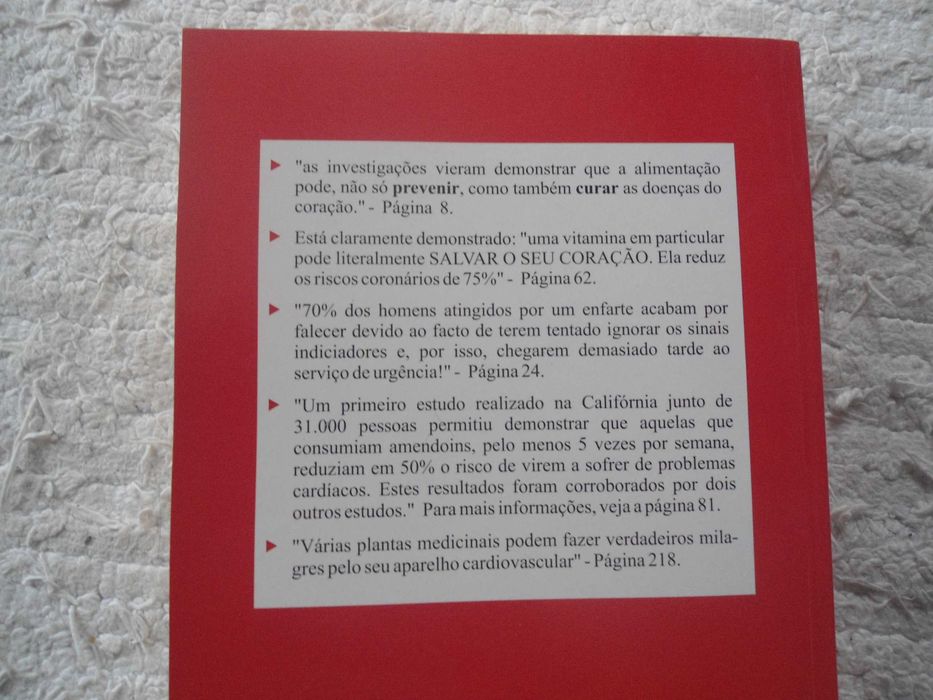 ► "as investigações vieram demonstrar que a alimentação
pode, não só prevenir, como também curar as doenças do
coração." - Página 8.
► Está claramente demonstrado: "uma vitamina em particular
pode literalmente SALVAR O SEU CORAÇÃO. Ela reduz
os riscos coronários de 75%" - Página 62.
► "70% dos homens atingidos por um enfarte acabam por
falecer devido ao facto de terem tentado ignorar os sinais
indiciadores e, por isso, chegarem demasiado tarde ao
serviço de urgência!" - Página 24.
► "Um primeiro estudo realizado na Califórnia junto de
31.000 pessoas permitiu demonstrar que aquelas que
consumiam amendoins, pelo menos 5 vezes por semana,
reduziam em 50% o risco de virem a sofrer de problemas
cardíacos. Estes resultados foram corroborados por dois
outros estudos." Para mais informações, veja a página 81.
► "Várias plantas medicinais podem fazer verdadeiros mila-
gres pelo seu aparelho cardiovascular" - Página 218.